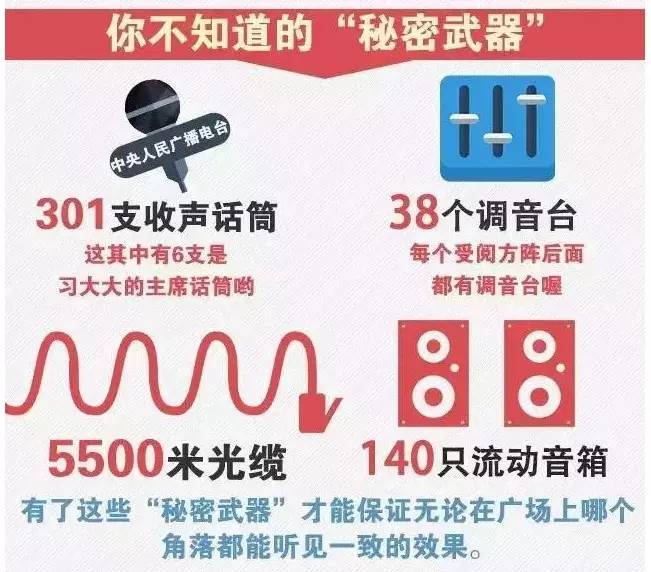 你不知道的“秘密武器”
中央人民广播电台
301支收声话筒
这其中有6支是
习大大的主席话筒哟
38个调音台
每个受阅方阵后面
都有调音台喔
5500米光缆
140只流动音箱
有了这些“秘密武器”才能保证无论在广场上哪个
角落都能听见一致的效果。